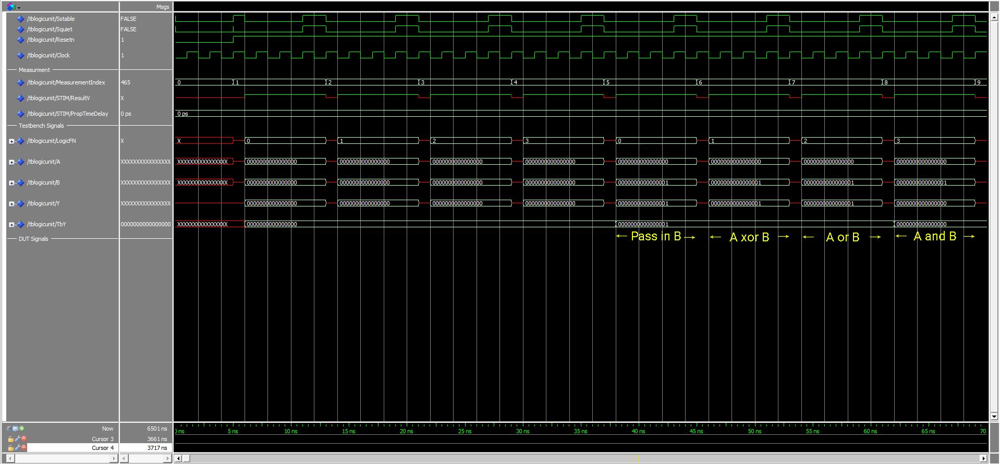 Msgs
/tblogicunit/Sstable FALSE
/tblogicunit/Squiet FALSE
/tblogicunit/Resetn 1
/tblogicunit/Clock 1
Measurment
/tblogicunit/MeasurementIndex 465 0 1 2 3 4 5 6 7 8 9
/tblogicunit/STIM/ResultV X
/tblogicunit/STIM/PropTimeDelay 0 ps 0 ps
Testbench Signals
/tblogicunit/LogicFN X X 0 1 2 3 0 1 2 3
/tblogicunit/A XXXXXXXXXXXXXXXX XXXXXXXXXXXXXXXX 0000000000000000 0000000000000000 0000000000000000 0000000000000000 0000000000000000 0000000000000000 0000000000000000 0000000000000000
/tblogicunit/B XXXXXXXXXXXXXXXX XXXXXXXXXXXXXXXX 0000000000000000 0000000000000000 0000000000000000 0000000000000000 0000000000000001 0000000000000001 0000000000000001 0000000000000001
/tblogicunit/Y XXXXXXXXXXXXXXXX 0000000000000000 0000000000000000 0000000000000000 0000000000000000 0000000000000001 0000000000000001 0000000000000001 0000000000000000
/tblogicunit/TbY 0000000000000000 XXXXXXXXXXXXXXXX 0000000000000000 0000000000000001 0000000000000000
← Pass in B → ← A xor B → ← A or B → ← A and B →
DUT Signals
Now 6501 ns 0 ns 5 ns 10 ns 15 ns 20 ns 25 ns 30 ns 35 ns 40 ns 45 ns 50 ns 55 ns 60 ns 65 ns 70
Cursor 3 3661 ns
Cursor 4 3717 ns